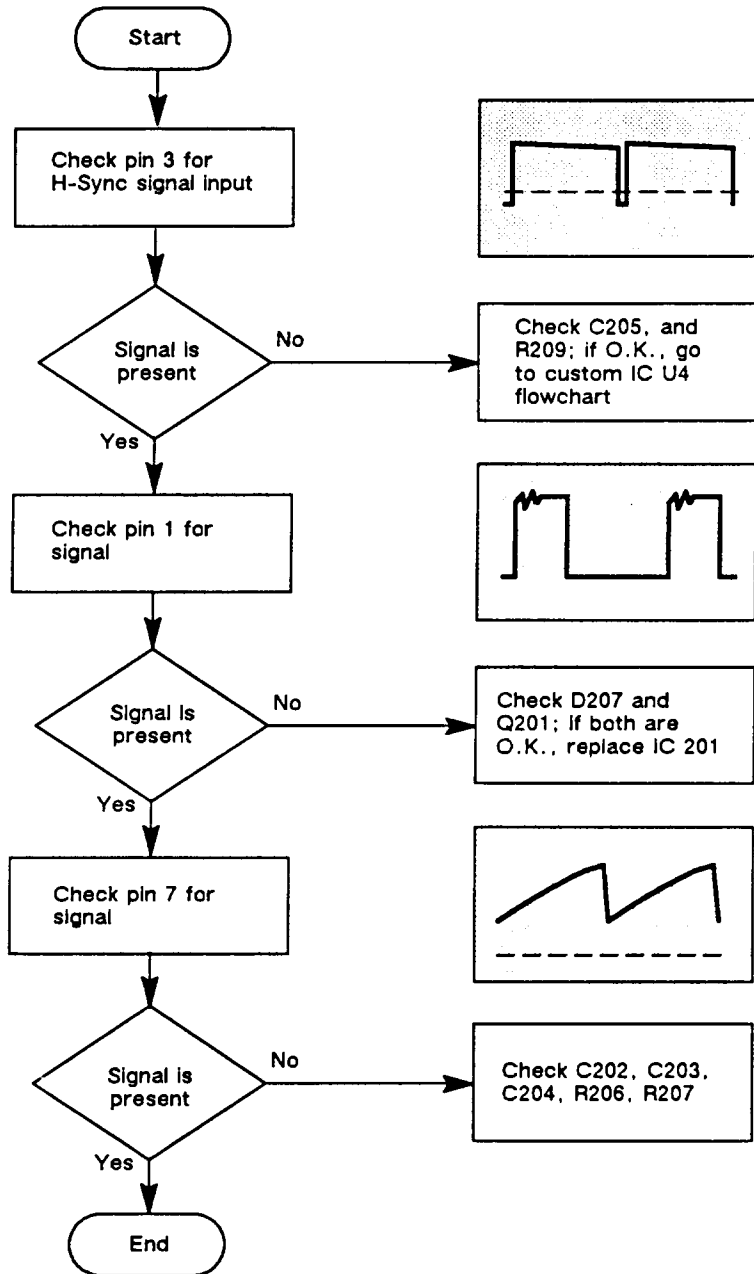 Start
Check pin 3 for
H-Sync signal input
Signal is
present
No
Check C205, and
R209; if O.K., go
to custom IC U4
flowchart
Yes
Check pin 1 for
signal
Signal is
present
No
Check D207 and
Q201; if both are
O.K., replace IC 201
Yes
Check pin 7 for
signal
Signal is
present
No
Check C202, C203,
C204, R206, R207
Yes
End